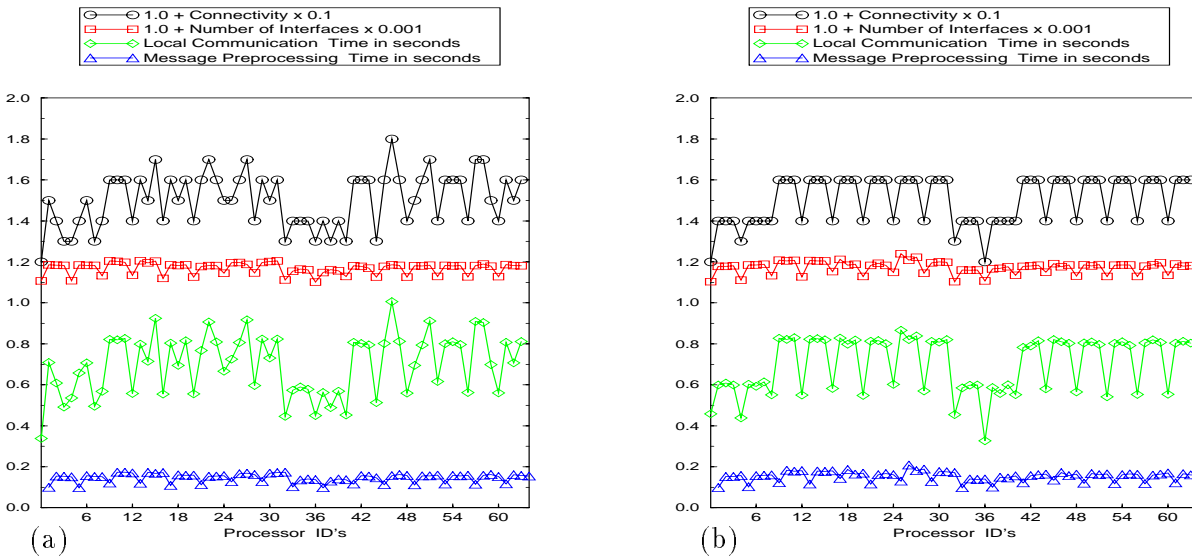 1.0 + Connectivity x 0.1
1.0 + Number of Interfaces x 0.001
Local Communication Time in seconds
Message Preprocessing Time in seconds
2.0
1.8
1.6
1.4
1.2
1.0
0.8
0.6
0.4
0.2
0.0
6 12 18 24 30 36 42 48 54 60
Processor ID's
(a)
1.0 + Connectivity x 0.1
1.0 + Number of Interfaces x 0.001
Local Communication Time in seconds
Message Preprocessing Time in seconds
2.0
1.8
1.6
1.4
1.2
1.0
0.8
0.6
0.4
0.2
0.0
6 12 18 24 30 36 42 48 54 60
Processor ID's
(b)